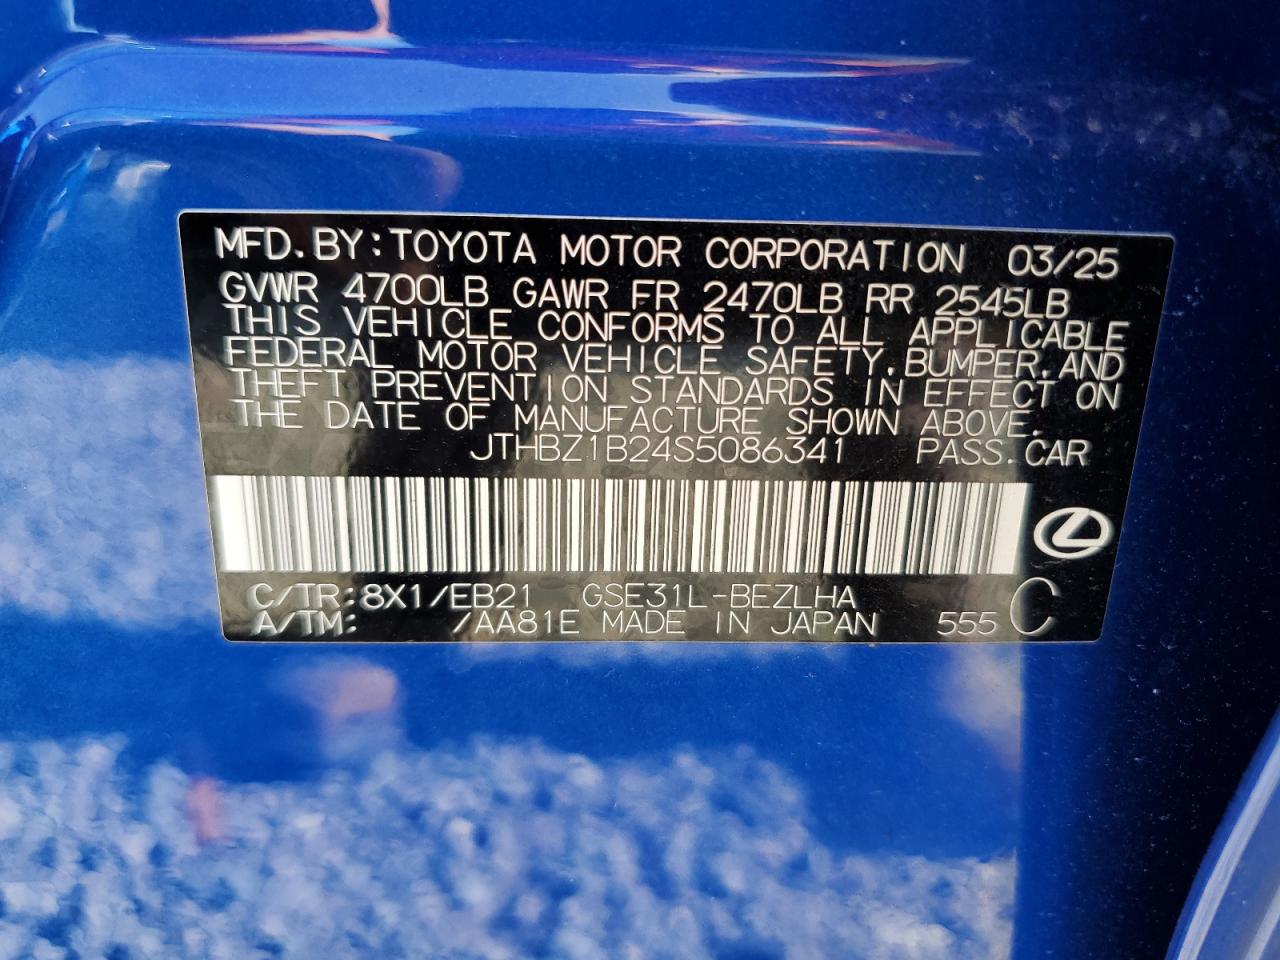 MFD. BY: TOYOTA MOTOR CORPORATION 03/25
GVWR 4700LB GAWR FR 2470LB RR 2545LB
THIS VEHICLE CONFORMS TO ALL APPLICABLE
FEDERAL MOTOR VEHICLE SAFETY, BUMPER, AND
THEFT PREVENTION STANDARDS IN EFFECT ON
THE DATE OF MANUFACTURE SHOWN ABOVE.
JTHBZ1B24S5086341 PASS. CAR
C/TR: 8X1/EB21 GSE31L-BEZLHA C
A/TM: /AA81E MADE IN JAPAN 555